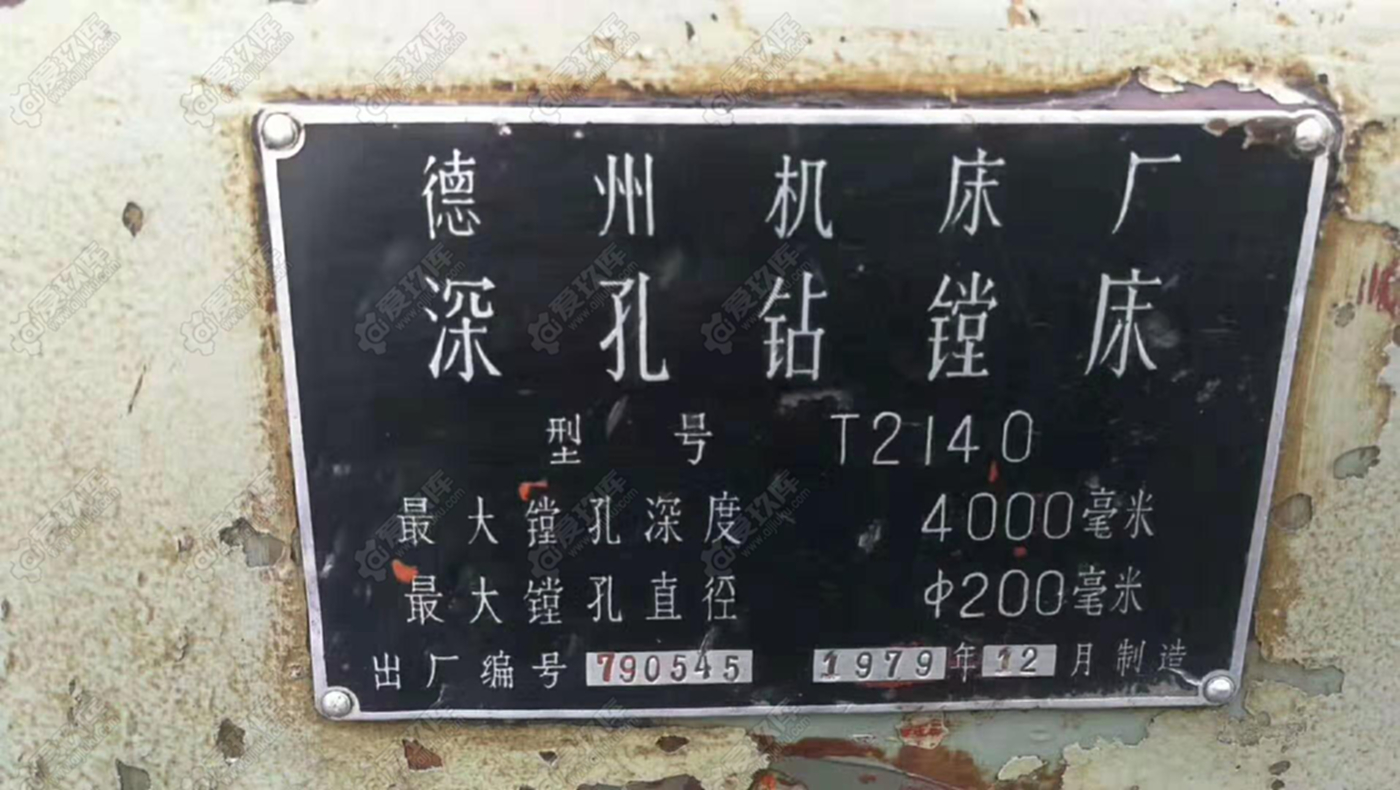 德州机床厂
深孔钻镗床
型号 T2140
最大镗孔深度 4000毫米
最大镗孔直径 φ200毫米
出厂编号 790545 1979年12月制造